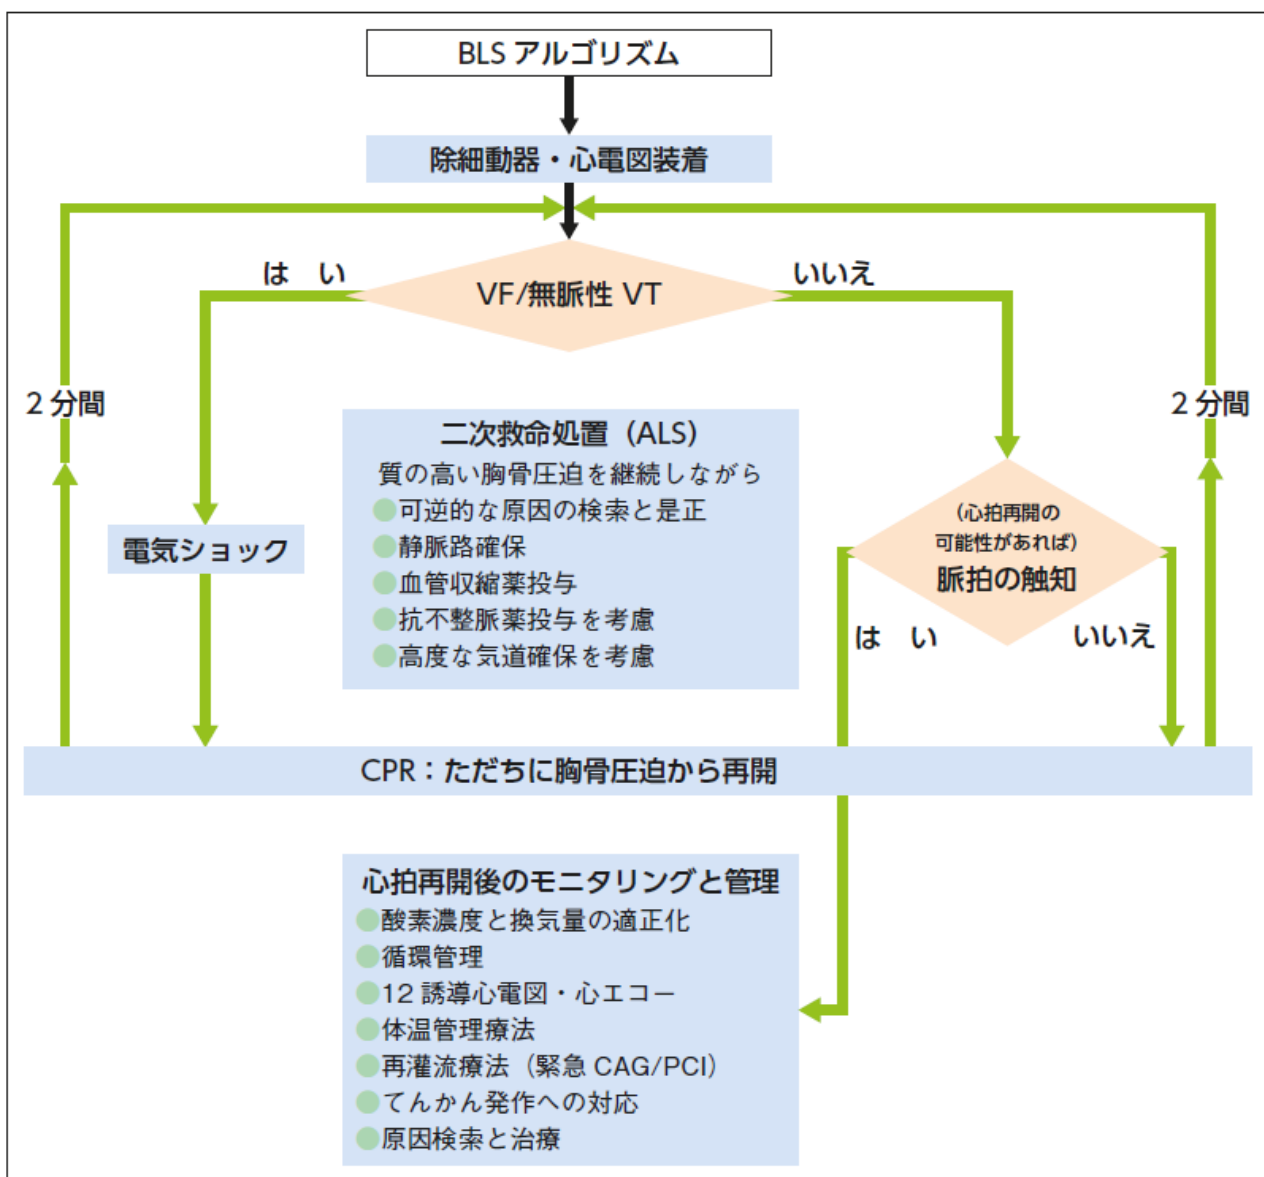 BLS アルゴリズム
除細動器・心電図装着
は い
VF/無脈性 VT
いいえ
2 分間
2 分間
二次救命処置（ALS）
質の高い胸骨圧迫を継続しながら
●可逆的な原因の検索と是正
●静脈路確保
●血管収縮薬投与
●抗不整脈薬投与を考慮
●高度な気道確保を考慮
電気ショック
（心拍再開の
可能性があれば）
脈拍の触知
は い
いいえ
CPR：ただちに胸骨圧迫から再開
心拍再開後のモニタリングと管理
●酸素濃度と換気量の適正化
●循環管理
●12 誘導心電図・心エコー
●体温管理療法
●再灌流療法（緊急 CAG/PCI）
●てんかん発作への対応
●原因検索と治療